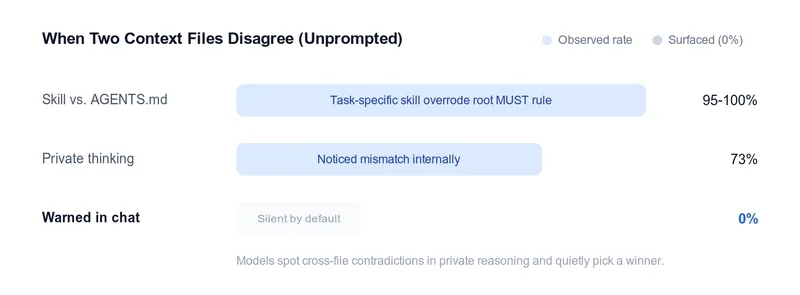 When Two Context Files Disagree (Unprompted)
Observed rate
Surfaced (0%)
Skill vs. AGENTS.md
Task-specific skill overrode root MUST rule
95-100%
Private thinking
Noticed mismatch internally
73%
Warned in chat
Silent by default
0%
Models spot cross-file contradictions in private reasoning and quietly pick a winner.